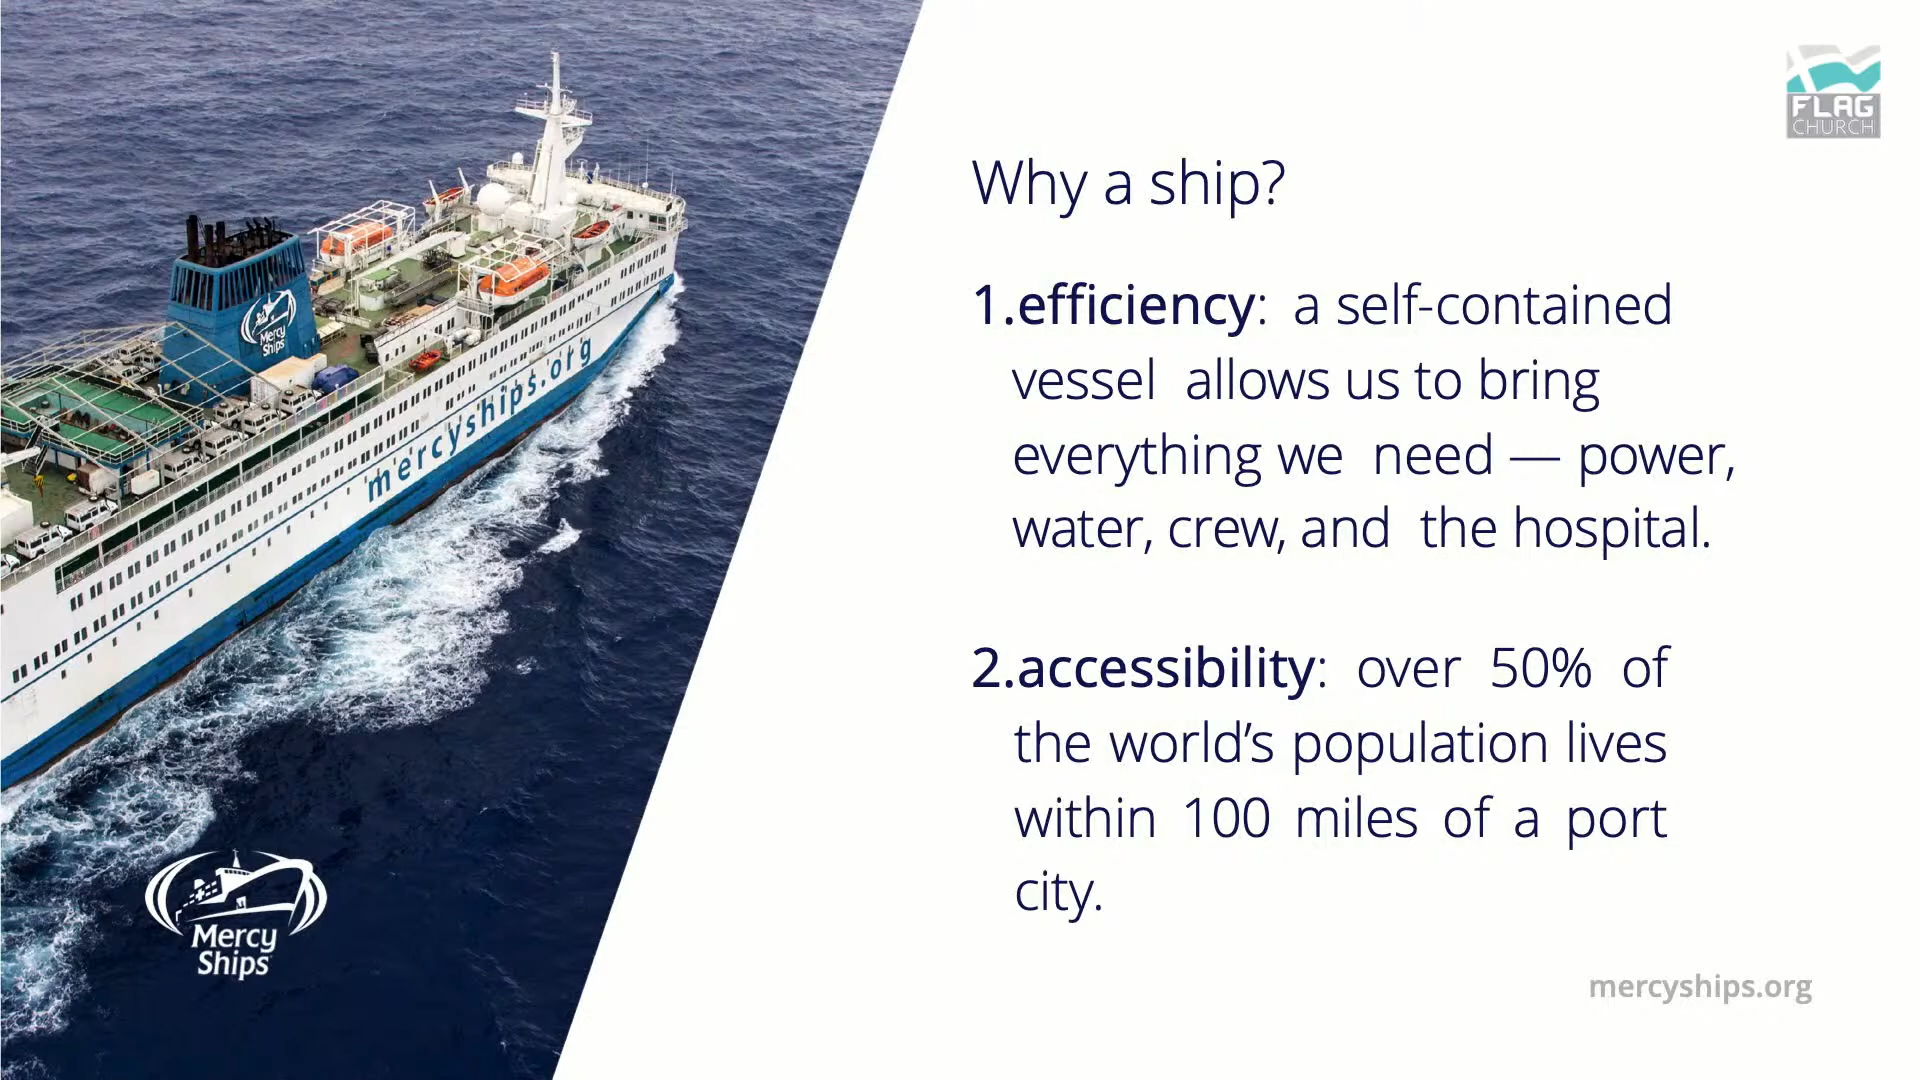 FLAG
CHURCH
Why a ship?
1.efficiency: a self-contained
vessel allows us to bring
everything we need — power,
water, crew, and the hospital.
2.accessibility: over 50% of
the world’s population lives
within 100 miles of a port
city.
mercyships.org
Mercy
Ships
mercyships.org
Mercy
Ships